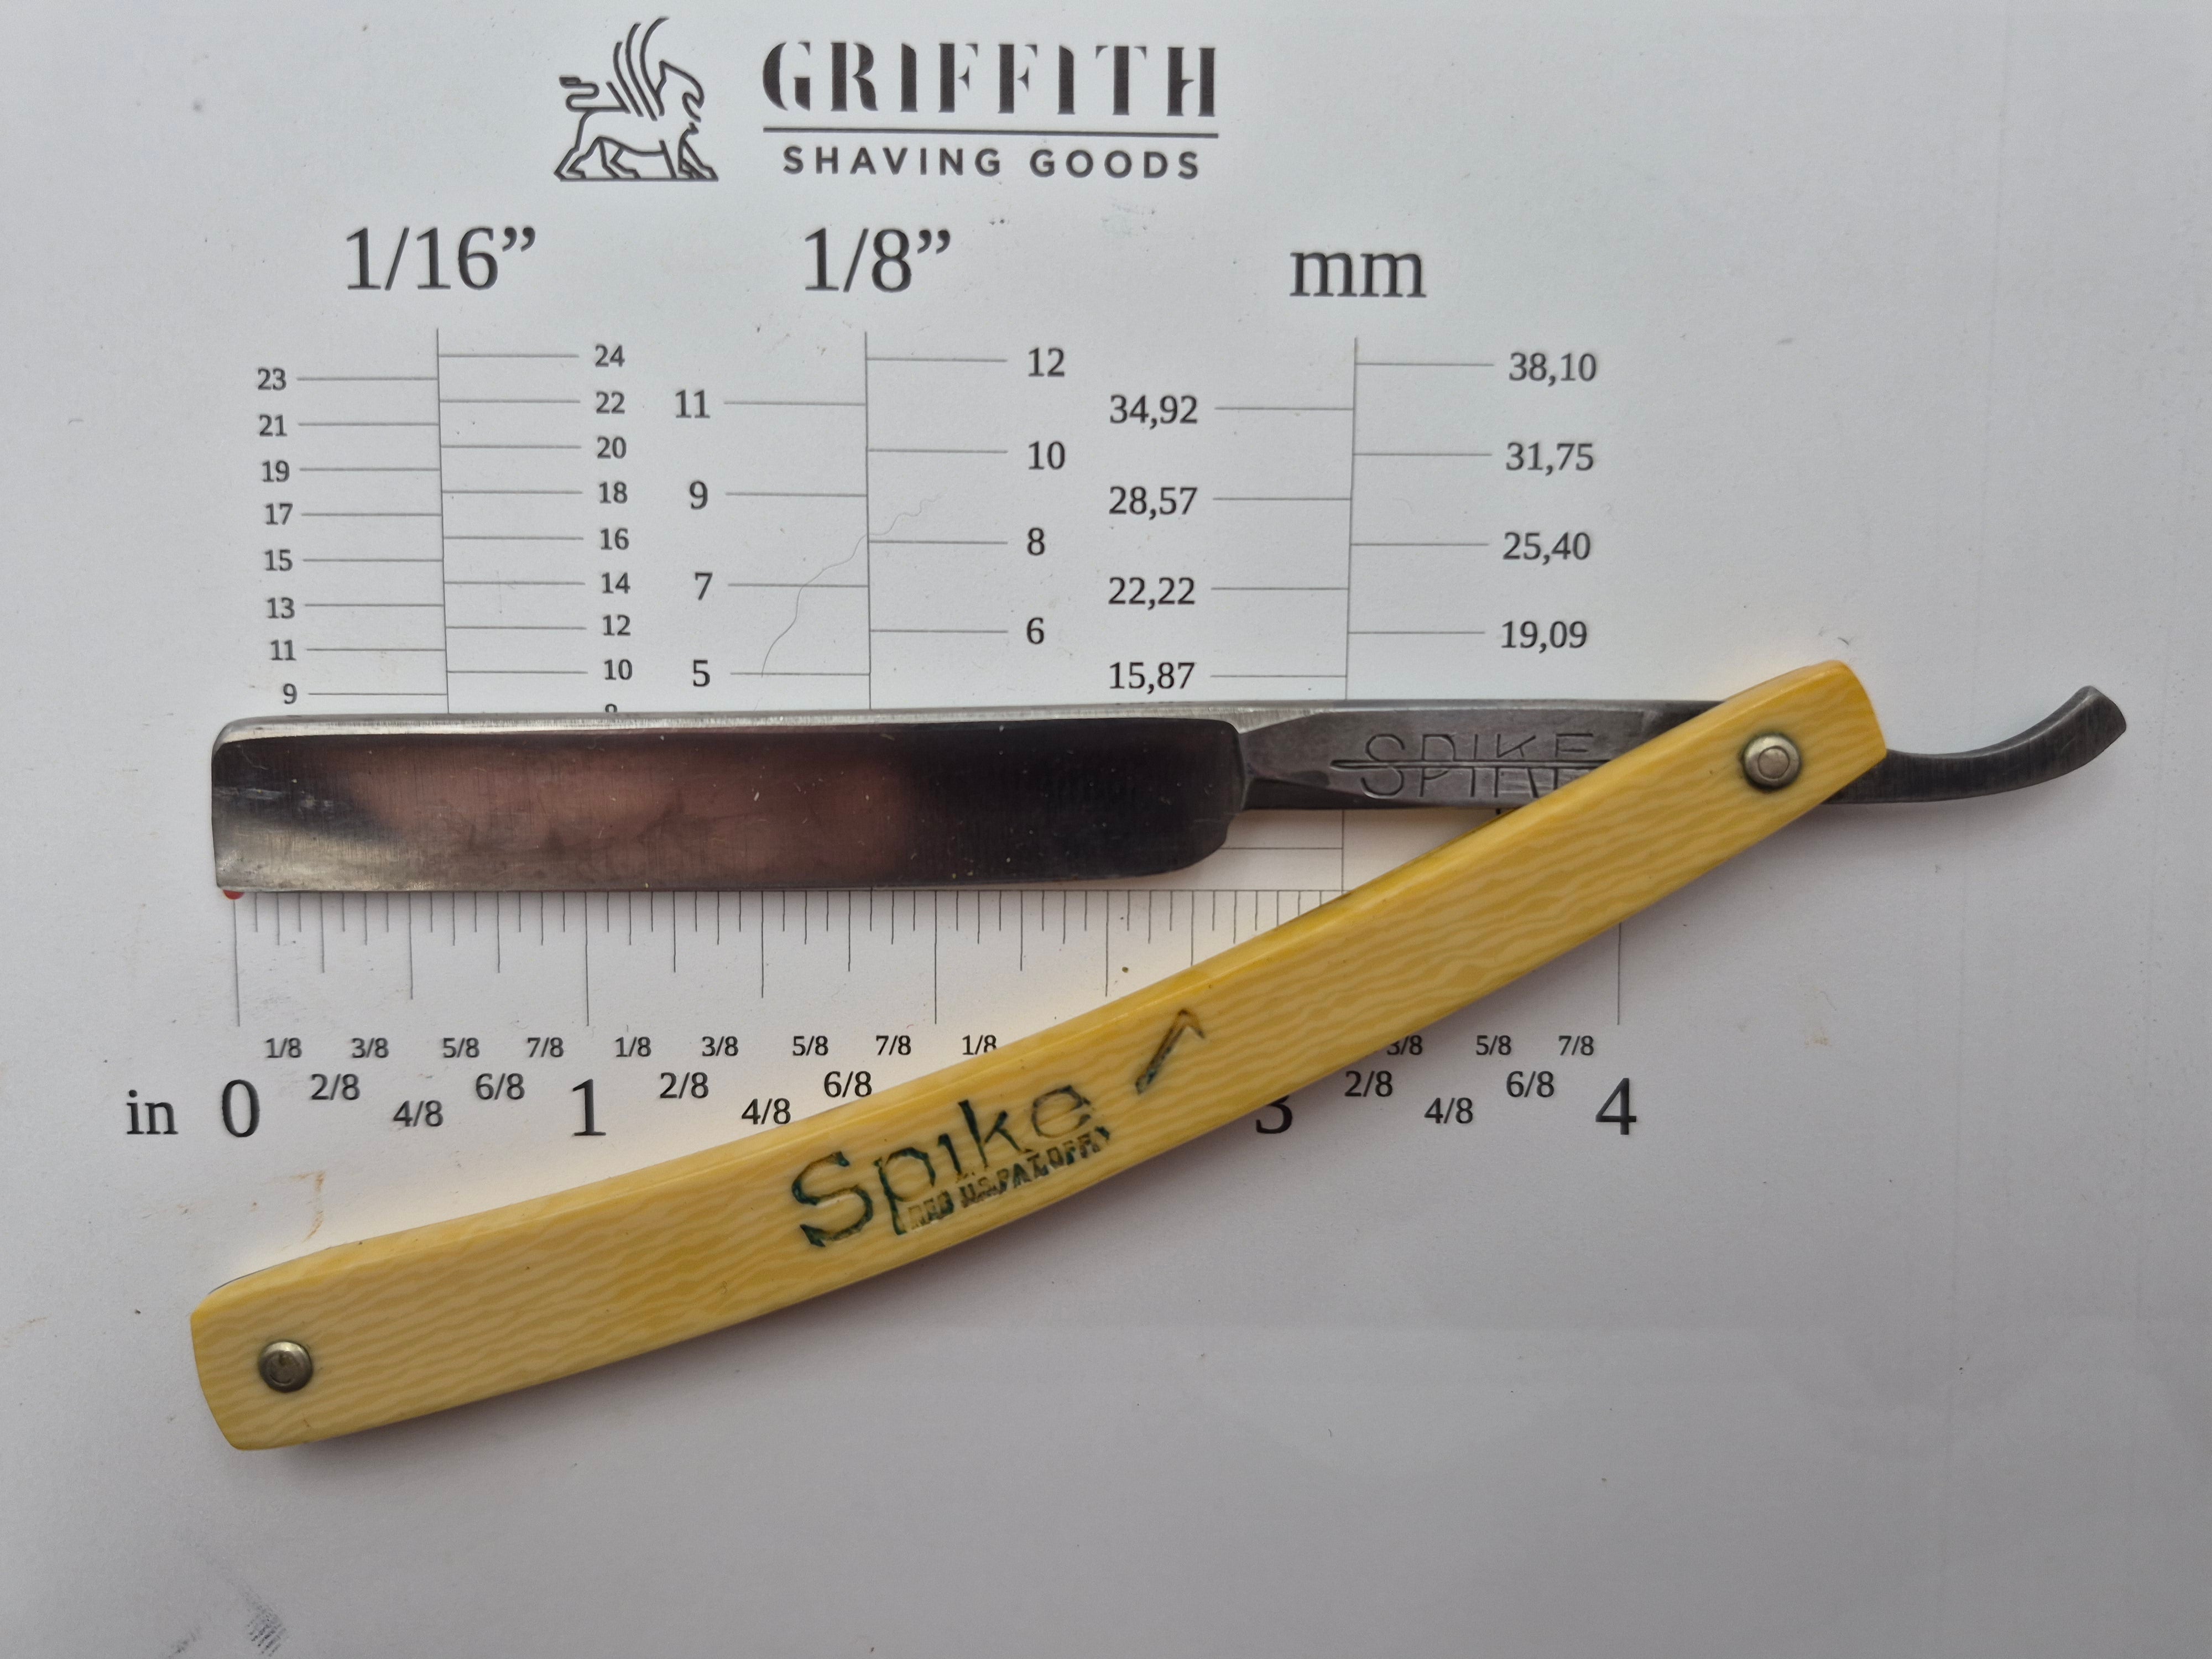 GRIFFITH
SHAVING GOODS
1/16” 1/8” mm
24 12 38,10
23 22 11 34,92
21 20 10 31,75
19 18 9 28,57
17 16 8 25,40
15 14 7 22,22
13 12 6 19,09
11 10 5 15,87
9
SPIKE
1/8 3/8 5/8 7/8 1/8 3/8 5/8 7/8 1/8 3/8 5/8 7/8
2/8 6/8 2/8 6/8 2/8 6/8
4/8 4/8 4/8
in 0 1 3 4
Spike
REG U.S. PAT. OFF.